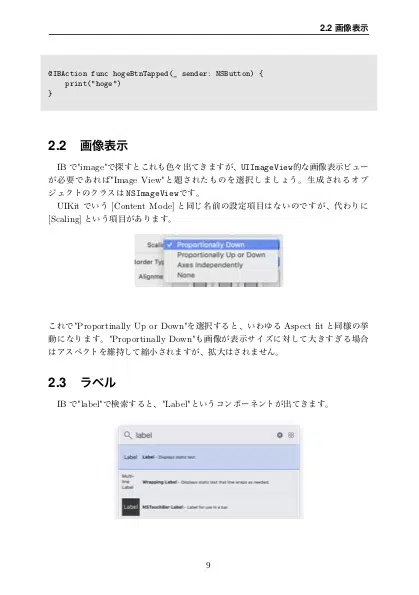 2.2 画像表示
@IBAction func hogeBtnTapped(_ sender: NSButton) {
print("hoge")
}
2.2 画像表示
IB で"image"で探すとこれも色々出てきますが、UIImageView的な画像表示ビュー
が必要であれば"Image View"と題されたものを選択しましょう。生成されるオブ
ジェクトのクラスは NSImageView です。
UIKit でいう [Content Mode] と同じ名前の設定項目はないのですが、代わりに
[Scaling] という項目があります。
Scaling
✓ Proportionally Down
Proportionally Up or Down
Border Typ
Axes Independently
Alignme
None
これで"Proportinally Up or Down"を選択すると、いわゆる Aspect fit と同様の挙
動になります。"Proportinally Down"も画像が表示サイズに対して大きすぎる場合
はアスペクトを維持して縮小されますが、拡大はされません。
2.3 ラベル
IB で"label"で検索すると、"Label"というコンポーネントが出てきます。
label
Label Label - Displays static text.
Multi-
line
Label
Wrapping Label - Displays static text that line wraps as needed.
Label NSTouchBar Label - Label for use in a bar.
9